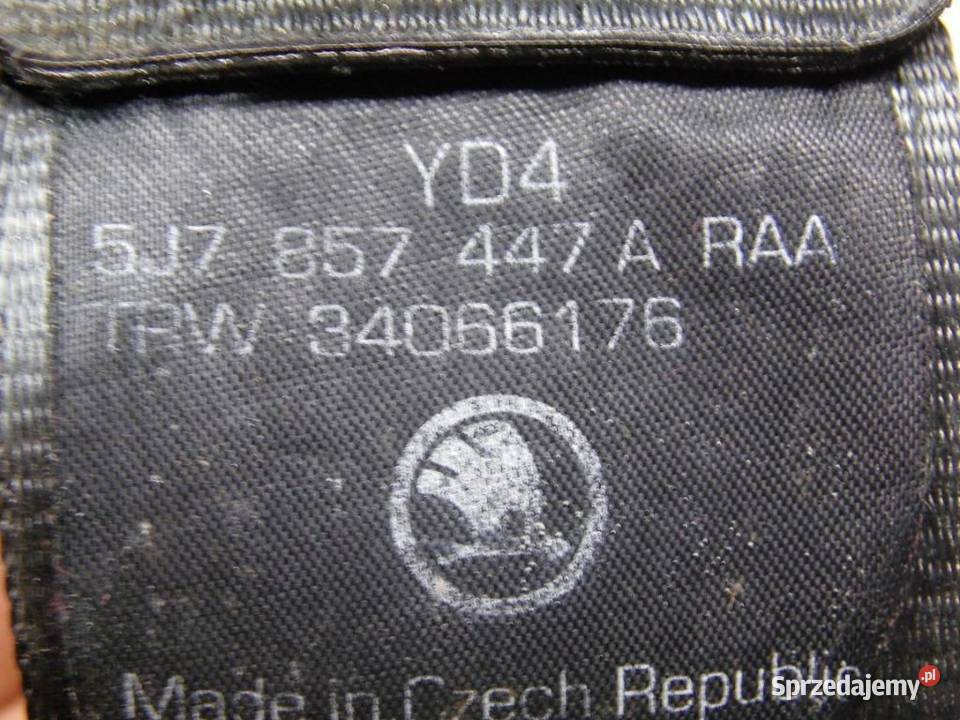 YD4
5J7 857 447 A RAA
TRW 34066176
Made in Czech Republic
Sprzedajemy.pl